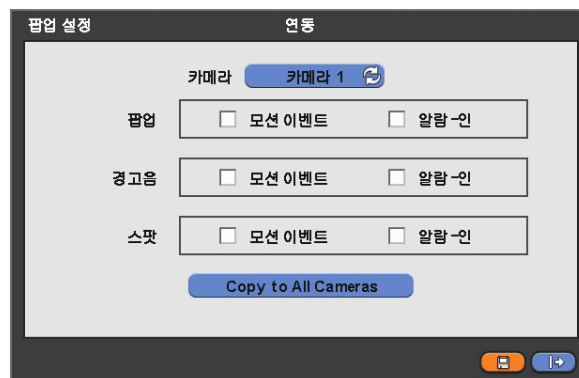 팝업 설정 연동
카메라 카메라 1
팝업 모션 이벤트 알람-인
경고음 모션 이벤트 알람-인
스팟 모션 이벤트 알람-인
Copy to All Cameras